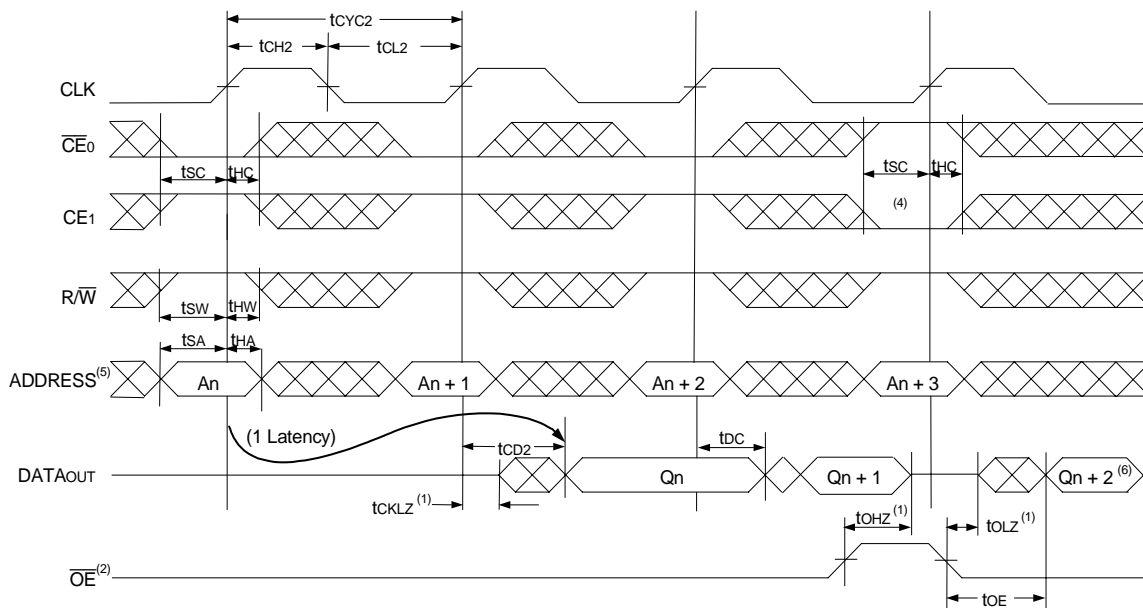 tCYC2
tCH2 tCL2
CLK
CE0
tSC tHC tSC tHC
CE1 (4)
R/W
tSW tHW
tSA tHA
ADDRESS(5) An An + 1 An + 2 An + 3
(1 Latency) tCD2 tDC
DATAOUT Qn Qn + 1 Qn + 2 (6)
tCKLZ (1) tOHZ (1) tOLZ (1)
OE(2)
tOE